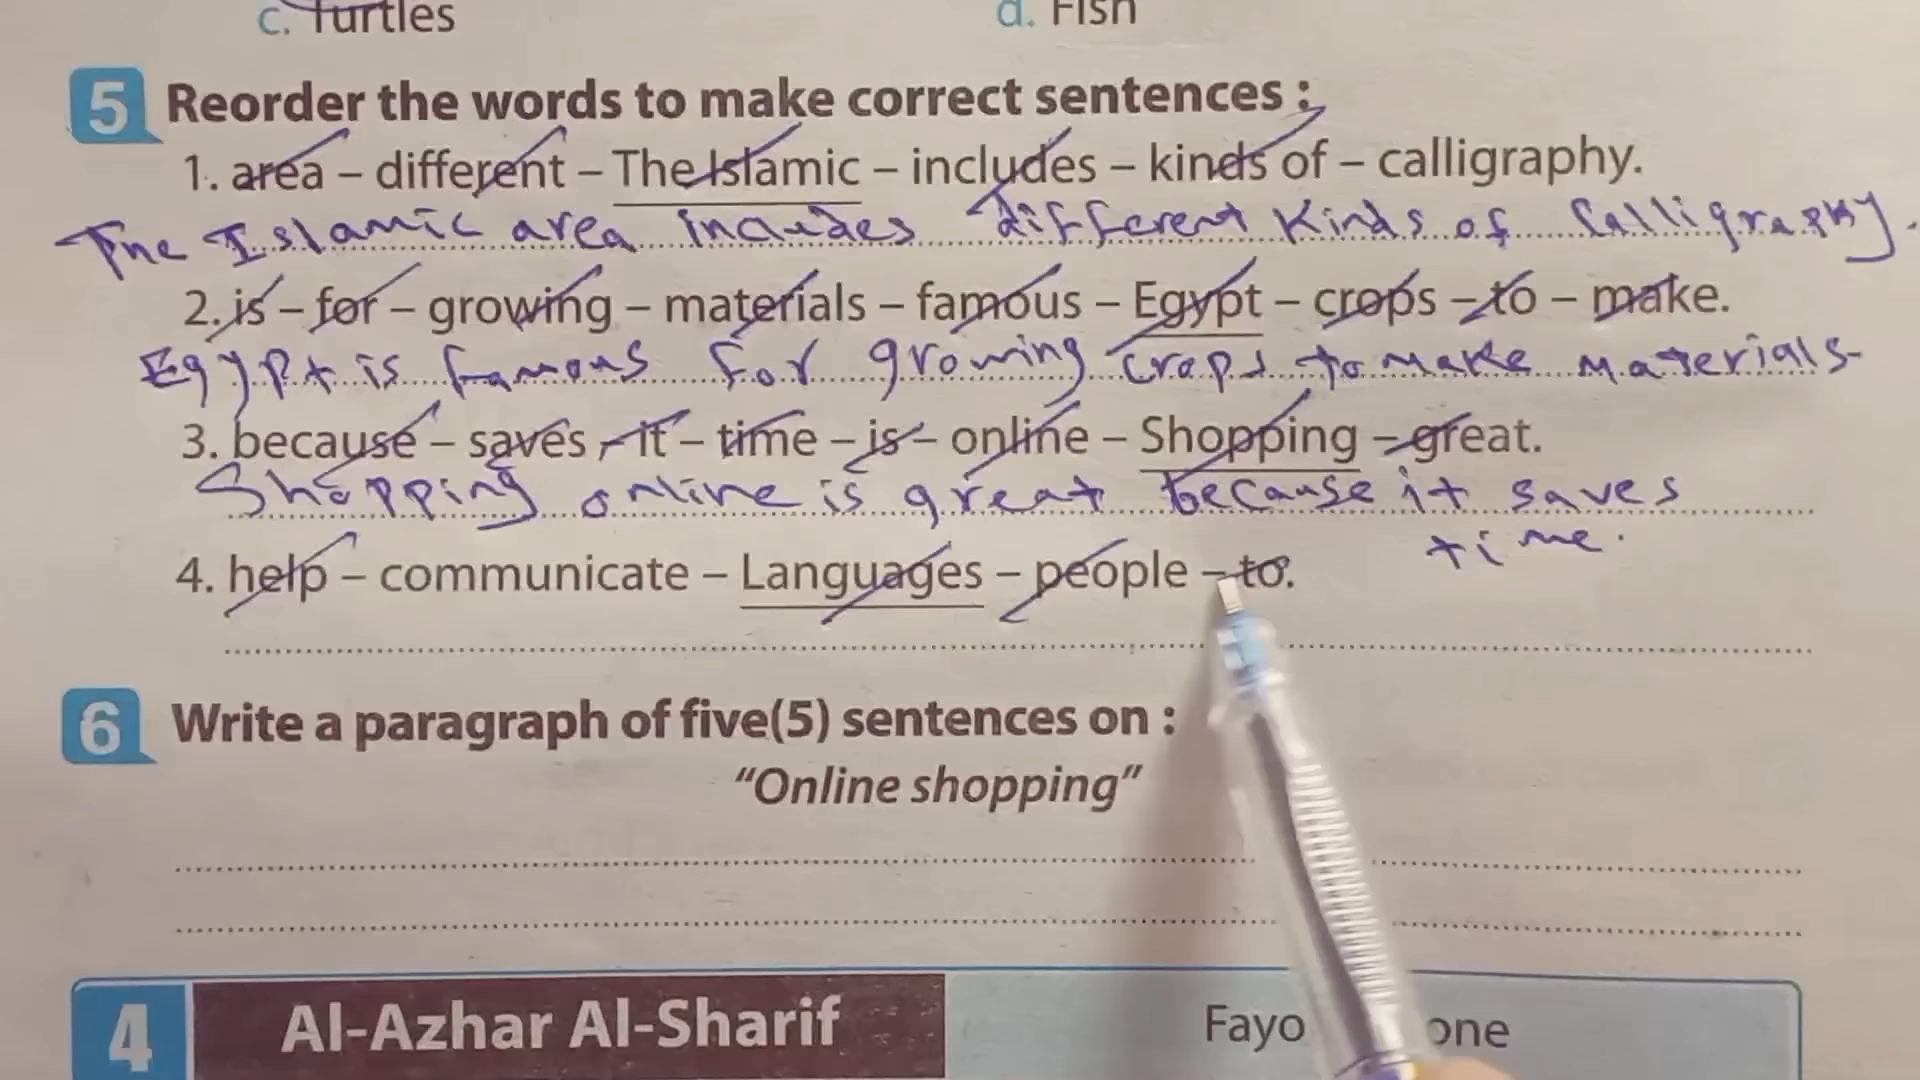 c. Turtles d. Fish
5 Reorder the words to make correct sentences :
1. area – different – The Islamic – includes – kinds of – calligraphy.
The Islamic area includes different kinds of Calligraphy.
2. is – for – growing – materials – famous – Egypt – crops – to – make.
Egypt is famous for growing crops to make materials-
3. because – saves – it – time – is – online – Shopping – great.
Shopping online is great because it saves
time.
4. help – communicate – Languages – people – to.
6 Write a paragraph of five(5) sentences on :
“Online shopping”
4 Al-Azhar Al-Sharif